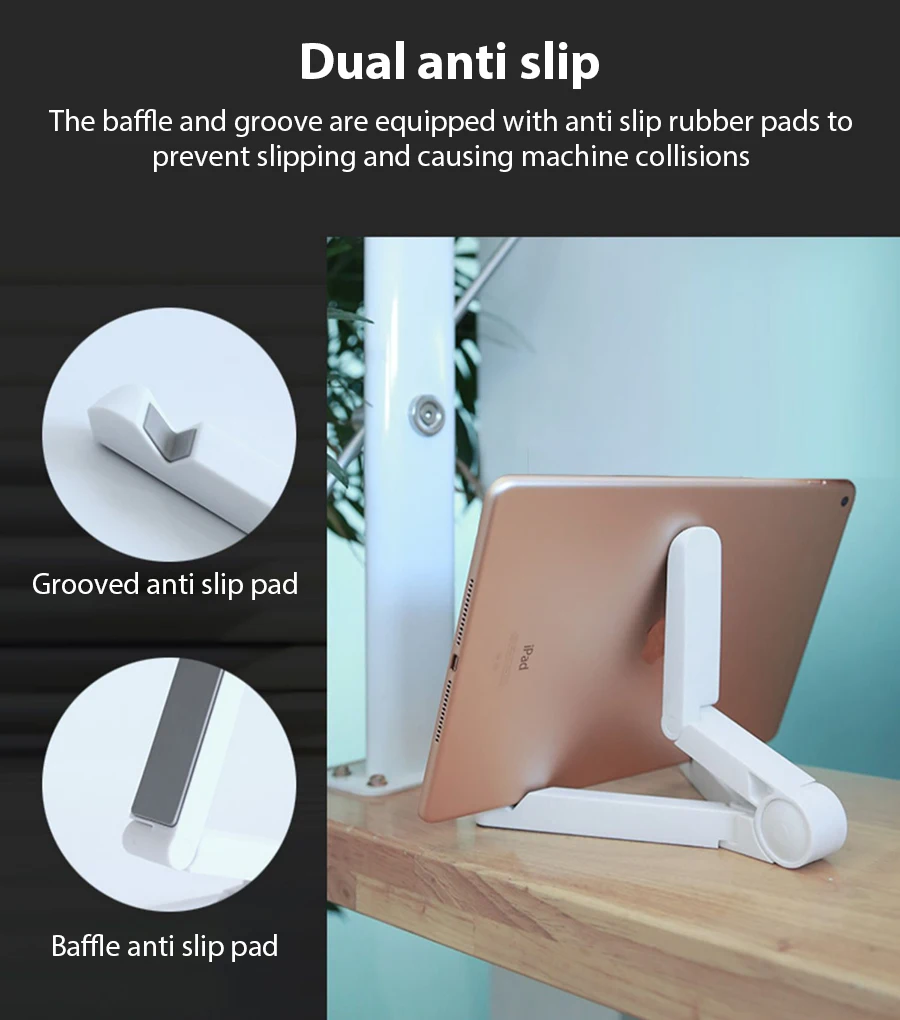 Dual anti slip
The baffle and groove are equipped with anti slip rubber pads to
prevent slipping and causing machine collisions
Grooved anti slip pad
Baffle anti slip pad
iPad